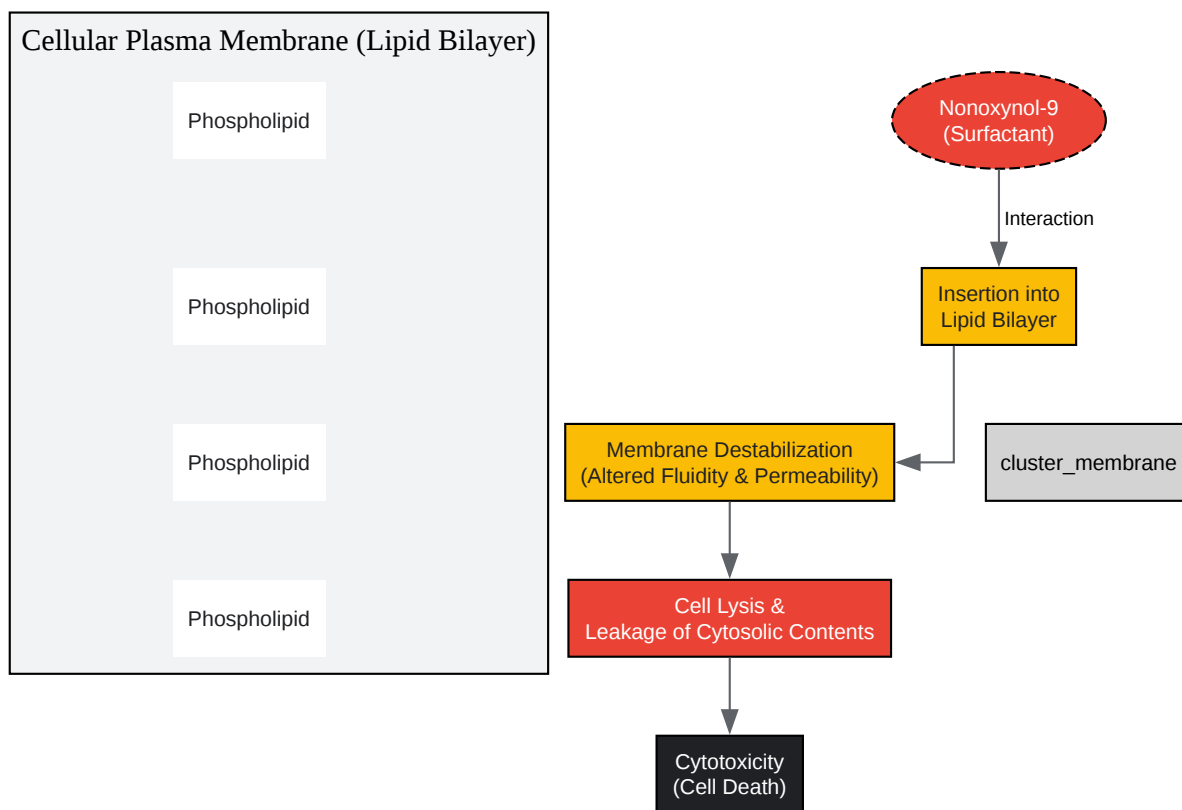 Cellular Plasma Membrane (Lipid Bilayer)
Phospholipid
Phospholipid
Phospholipid
Phospholipid
Nonoxynol-9
(Surfactant)
Interaction
Insertion into
Lipid Bilayer
Membrane Destabilization
(Altered Fluidity & Permeability)
cluster_membrane
Cell Lysis &
Leakage of Cytosolic Contents
Cytotoxicity
(Cell Death)